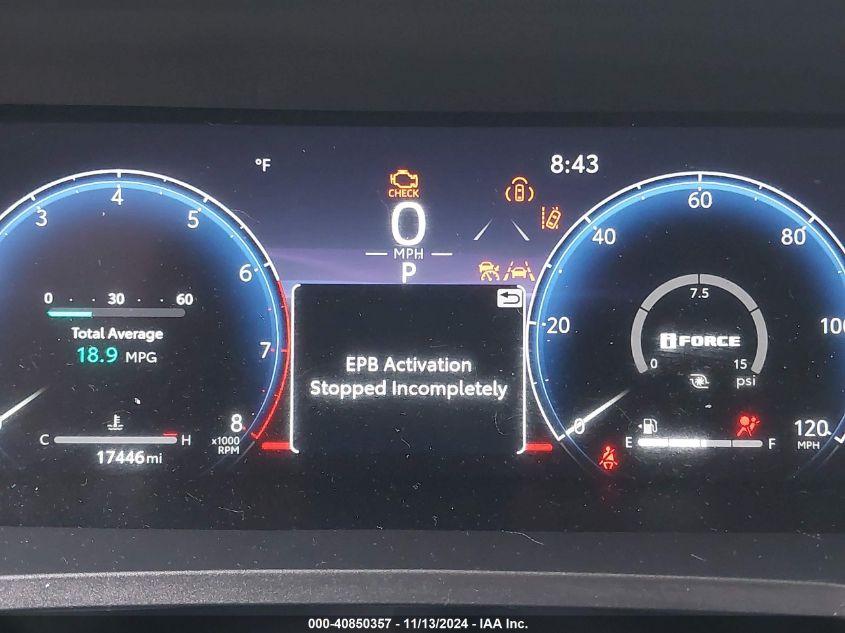 °F
8:43
CHECK
0
MPH
P
3
4
5
6
7
8
x1000
RPM
0 30 60
Total Average
18.9 MPG
C H
17446 mi
EPB Activation
Stopped Incompletely
0
20
40
60
80
100
120
MPH
7.5
iFORCE
0 15
psi
E F
000-40850357 - 11/13/2024 - IAA Inc.